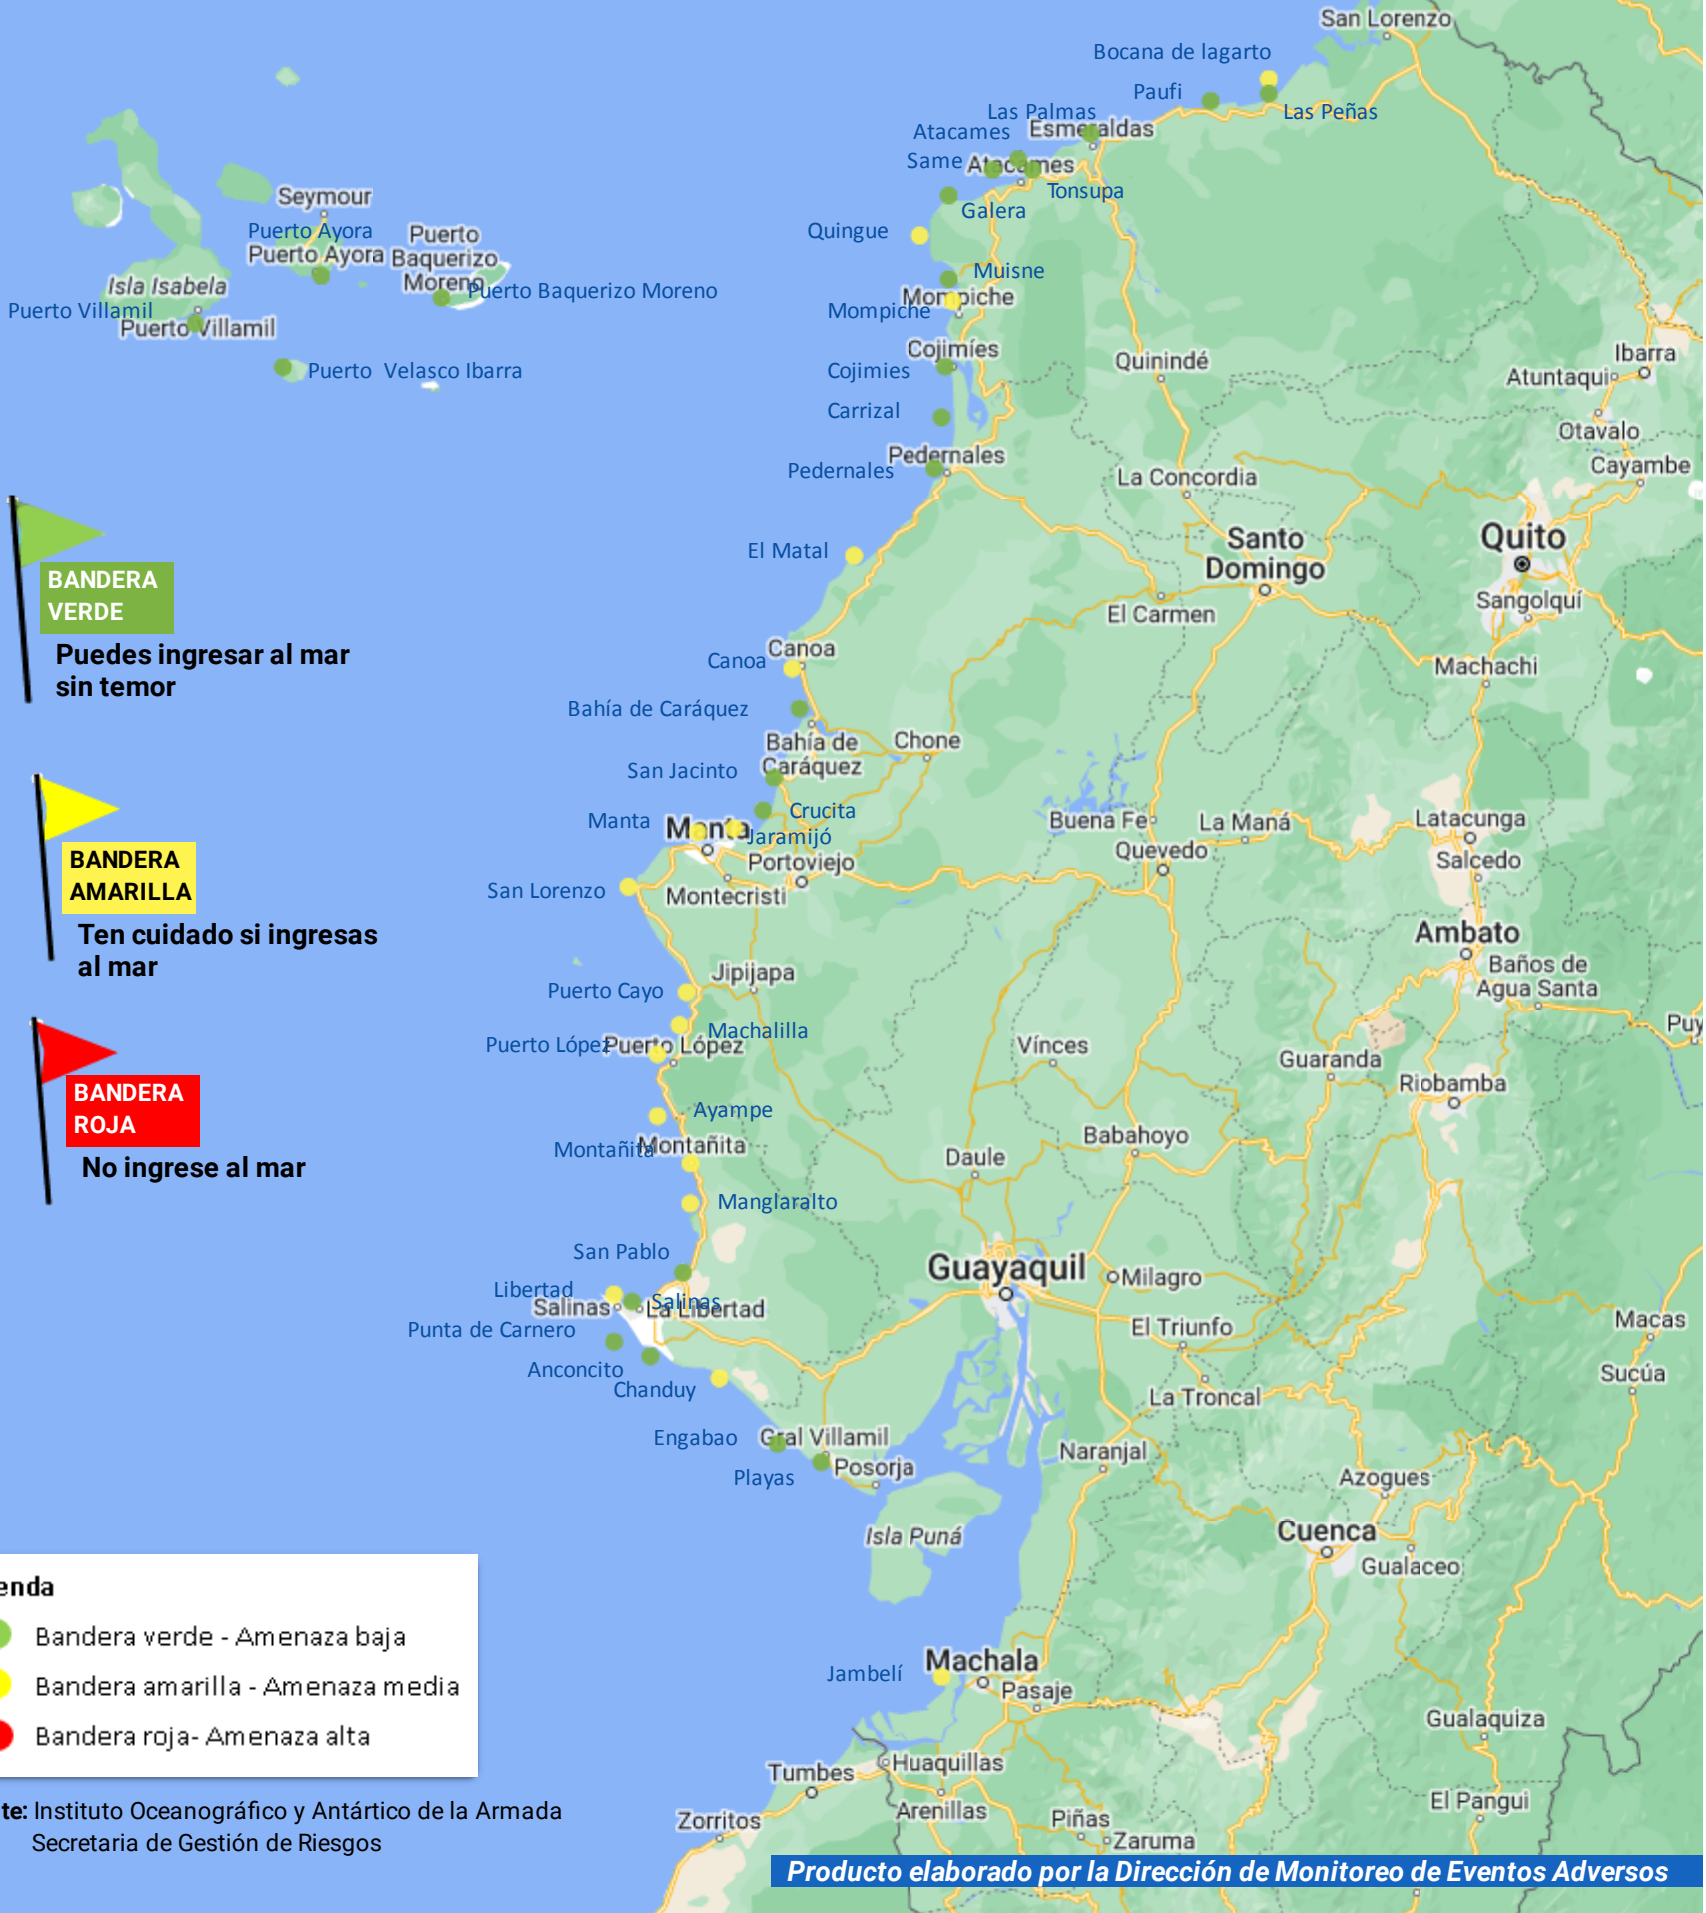 San Lorenzo
Bocana de lagarto
Paufi
Las Palmas
Las Peñas
Atacames
Esmeraldas
Same
Atacames
Tonsupa
Galera
Quingue
Muisne
Mompiche
Mompiche
Cojimíes
Cojimies
Carrizal
Pedernales
Pedernales
Quinindé
Ibarra
Atuntaqui
Otavalo
Cayambe
La Concordia
Seymour
Puerto Ayora
Puerto Ayora
Puerto
Baquerizo
Moreno
Puerto Baquerizo Moreno
Isla Isabela
Puerto Villamil
Puerto Villamil
Puerto Velasco Ibarra
BANDERA
VERDE
Puedes ingresar al mar
sin temor
BANDERA
AMARILLA
Ten cuidado si ingresas
al mar
BANDERA
ROJA
No ingrese al mar
El Matal
Santo
Domingo
Quito
Sangolquí
El Carmen
Machachi
Canoa
Canoa
Bahía de Caráquez
Bahía de
Caráquez
Chone
San Jacinto
Crucita
Manta
Manta
Jaramijó
Portoviejo
Montecristi
San Lorenzo
Buena Fe
La Maná
Quevedo
Latacunga
Salcedo
Ambato
Baños de
Agua Santa
Jipijapa
Puerto Cayo
Machalilla
Puerto López
Puerto López
Vínces
Guaranda
Riobamba
Puy
Ayampe
Montañita
Montañita
Babahoyo
Daule
Manglaralto
San Pablo
Libertad
Salinas
Salinas
La Libertad
Punta de Carnero
Anconcito
Chanduy
Guayaquil
Milagro
El Triunfo
Macas
Sucúa
La Troncal
Engabao
Gral Villamil
Playas
Posorja
Naranjal
Azogues
Isla Puná
Cuenca
Gualaceo
Jambelí
Machala
Pasaje
Gualaquiza
Huaquillas
Tumbes
Arenillas
Zorritos
Piñas
Zaruma
El Pangui
enda
Bandera verde - Amenaza baja
Bandera amarilla - Amenaza media
Bandera roja- Amenaza alta
te: Instituto Oceanográfico y Antártico de la Armada
Secretaria de Gestión de Riesgos
Producto elaborado por la Dirección de Monitoreo de Eventos Adversos